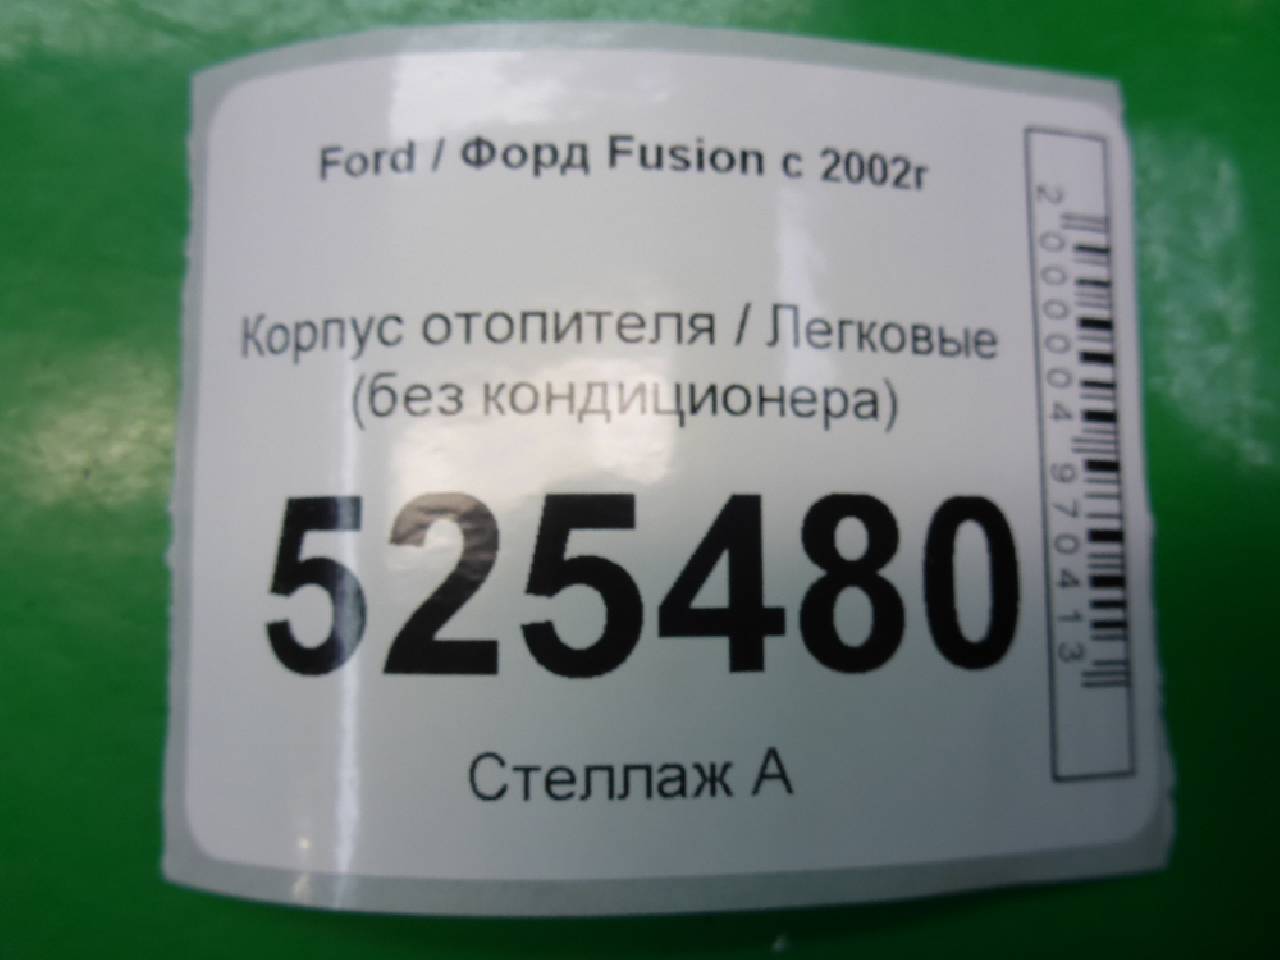 Ford / Форд Fusion с 2002г
Корпус отопителя / Легковые
(без кондиционера)
525480
Стеллаж А
2000004970413